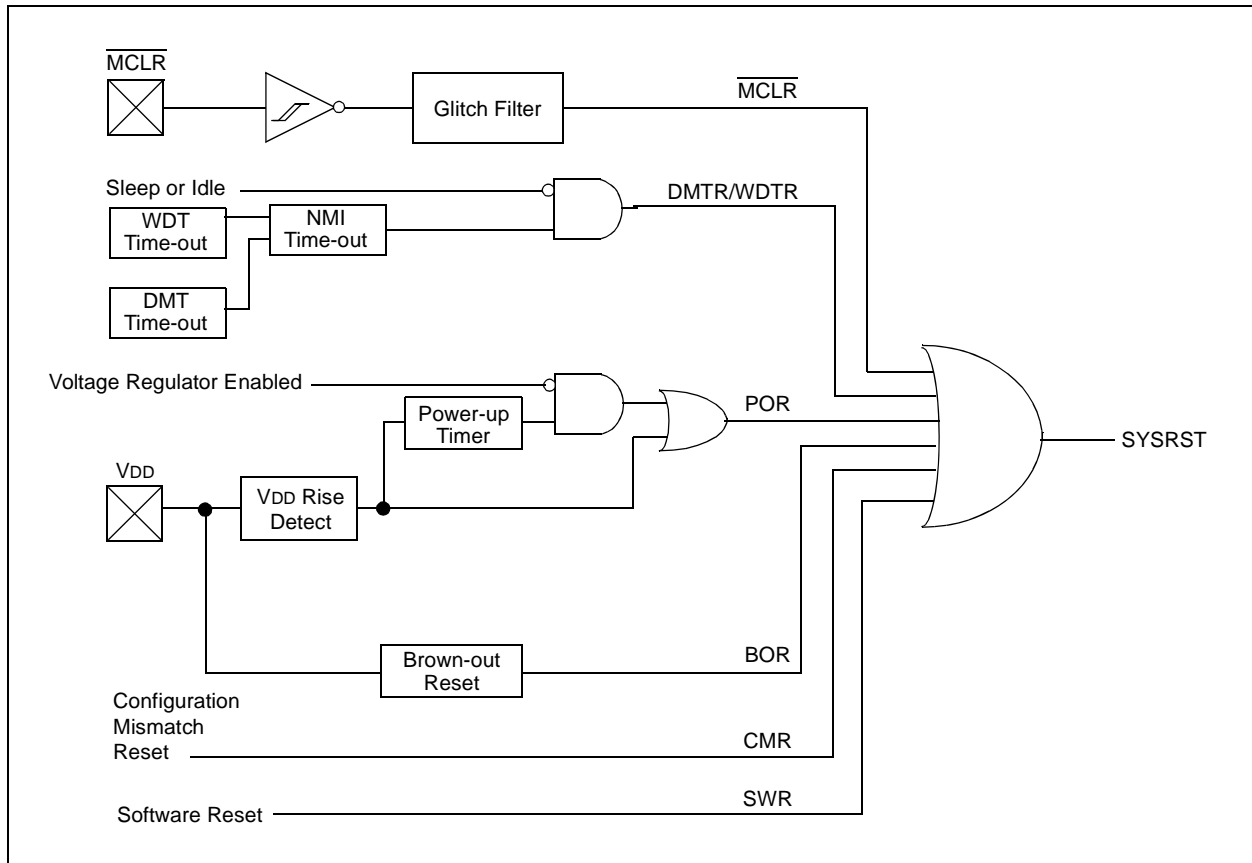 MCLR
Glitch Filter
MCLR
Sleep or Idle
DMTR/WDTR
WDT
Time-out
NMI
Time-out
DMT
Time-out
Voltage Regulator Enabled
Power-up
Timer
POR
SYSRST
VDD
VDD Rise
Detect
Brown-out
Reset
BOR
Configuration
Mismatch
Reset
CMR
Software Reset
SWR